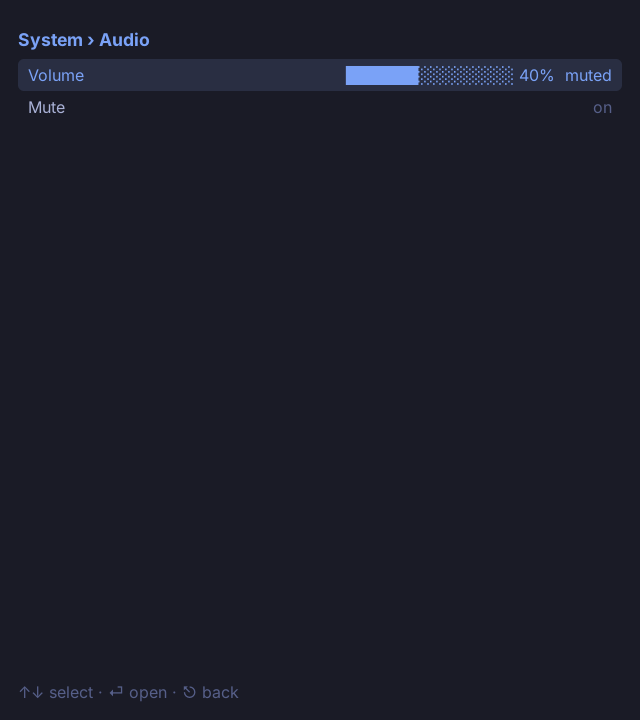 System › Audio
Volume ████████░░░░░░░░░░░░ 40% muted
Mute on
↑↓ select · ⏎ open · ⎋ back